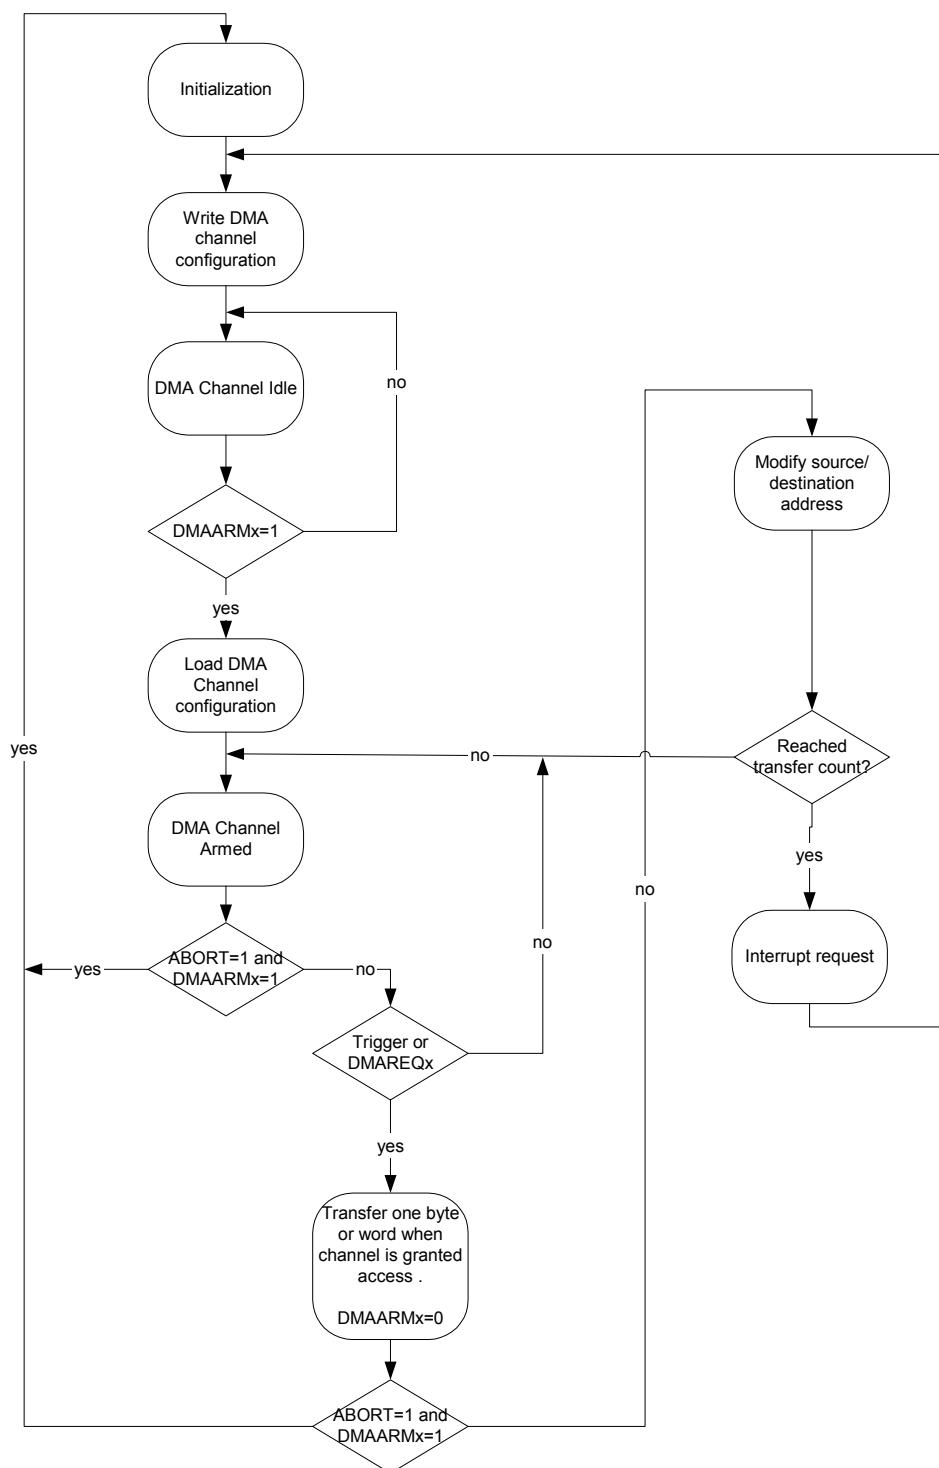 Initialization
Write DMA
channel
configuration
DMA Channel Idle
no
DMAARMx=1
yes
Load DMA
Channel
configuration
yes
DMA Channel
Armed
ABORT=1 and
DMAARMx=1
yes
no
Trigger or
DMAREQx
no
yes
Transfer one byte
or word when
channel is granted
access .
DMAARMx=0
ABORT=1 and
DMAARMx=1
no
Modify source/
destination
address
Reached
transfer count?
no
yes
Interrupt request